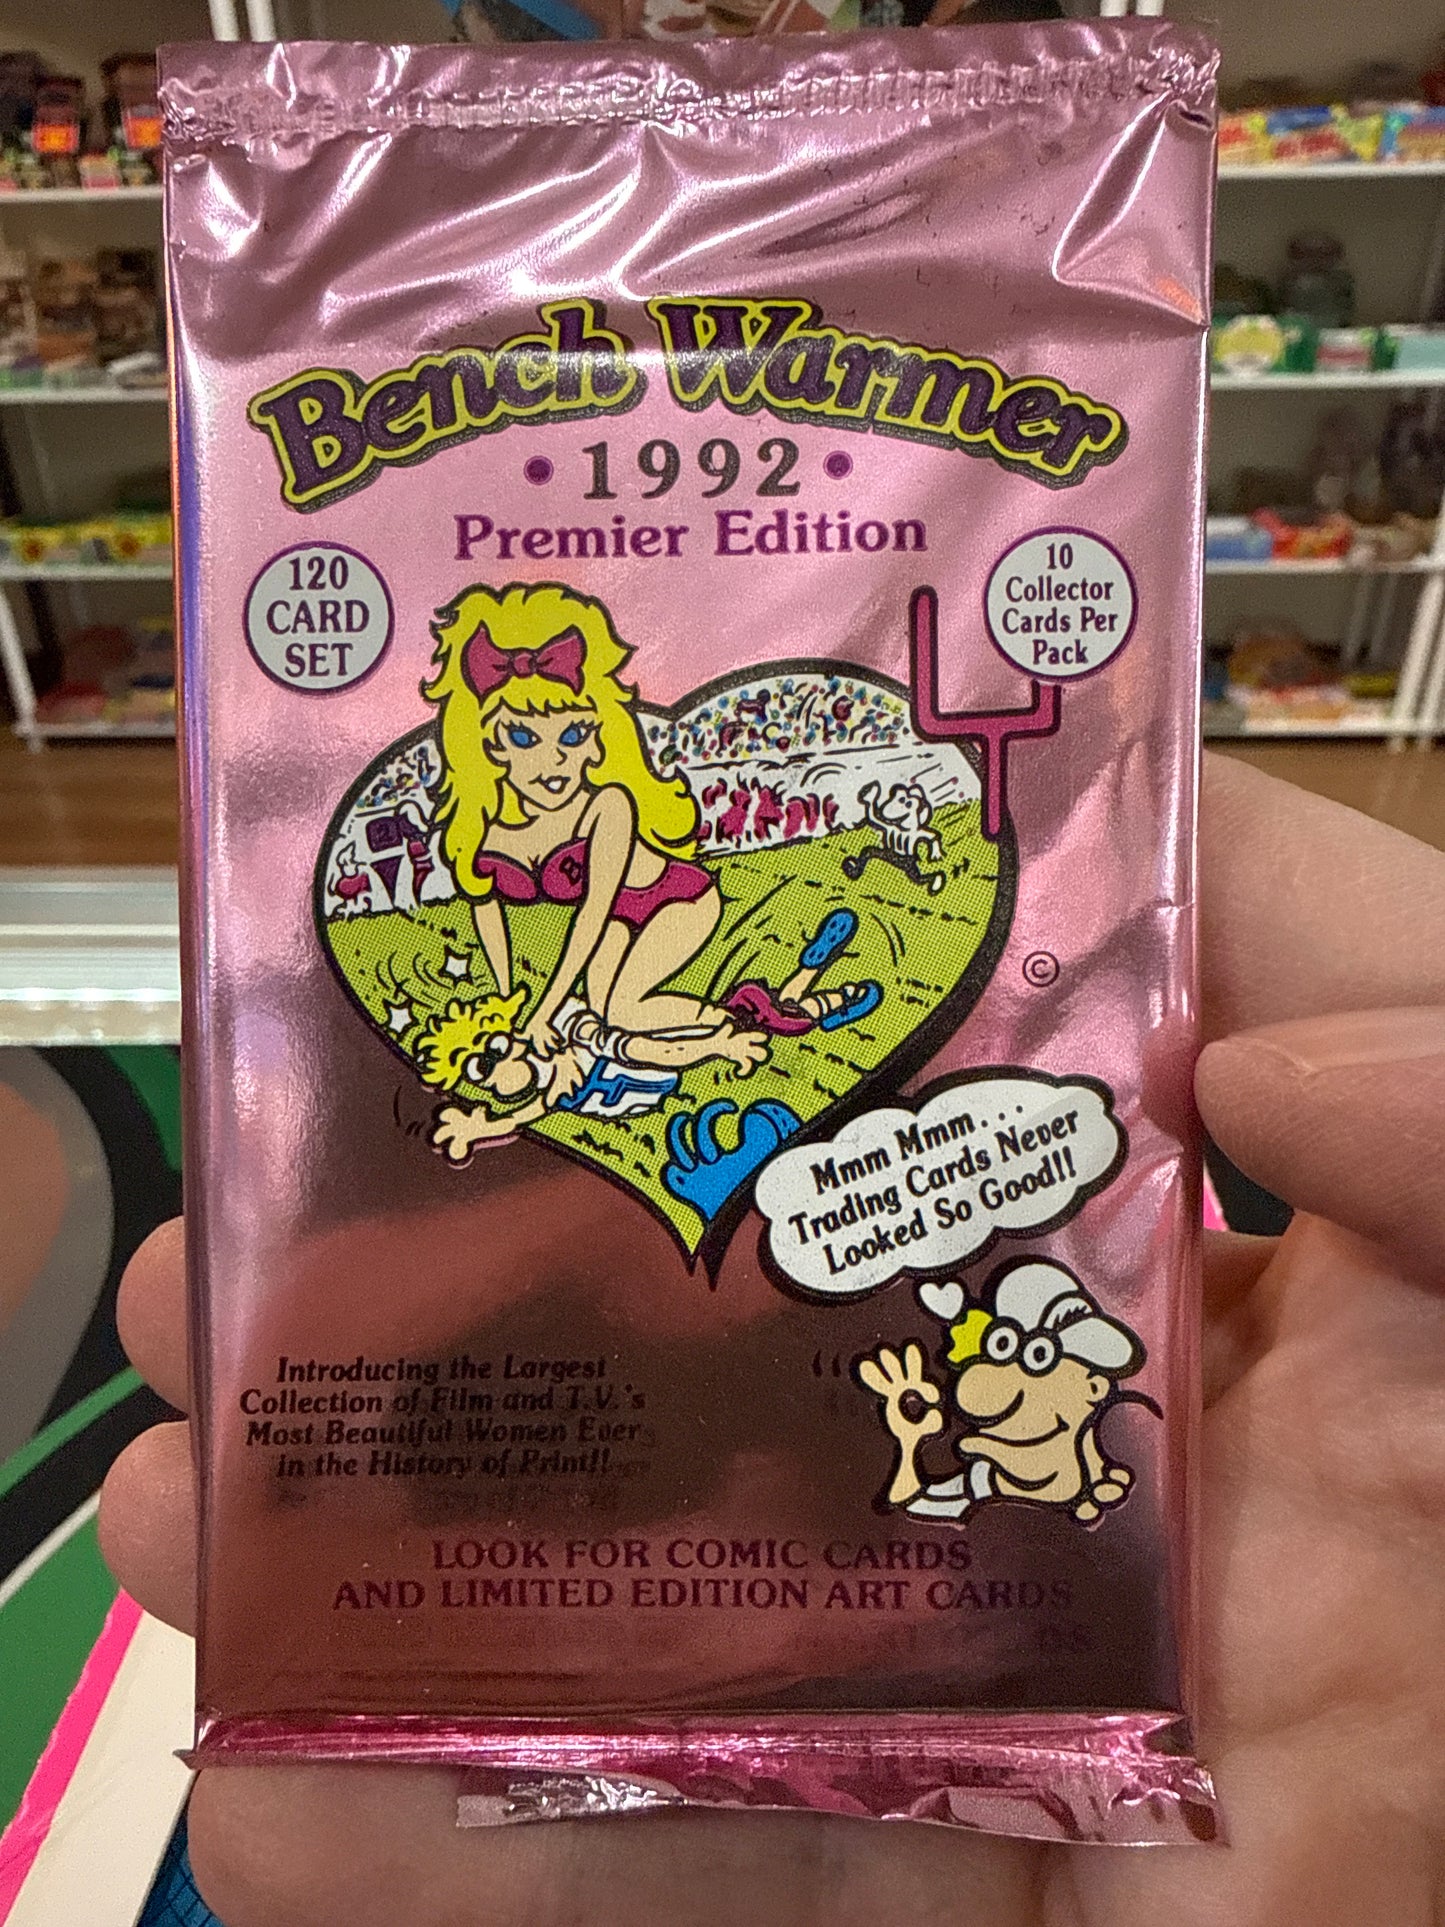 Bench Warmer
• 1992 •
Premier Edition
120
CARD
SET
10
Collector
Cards Per
Pack
B
©
Mmm Mmm...
Trading Cards Never
Looked So Good!!
Introducing the Largest
Collection of Film and T.V.'s
Most Beautiful Women Ever
in the History of Print!!
LOOK FOR COMIC CARDS
AND LIMITED EDITION ART CARDS